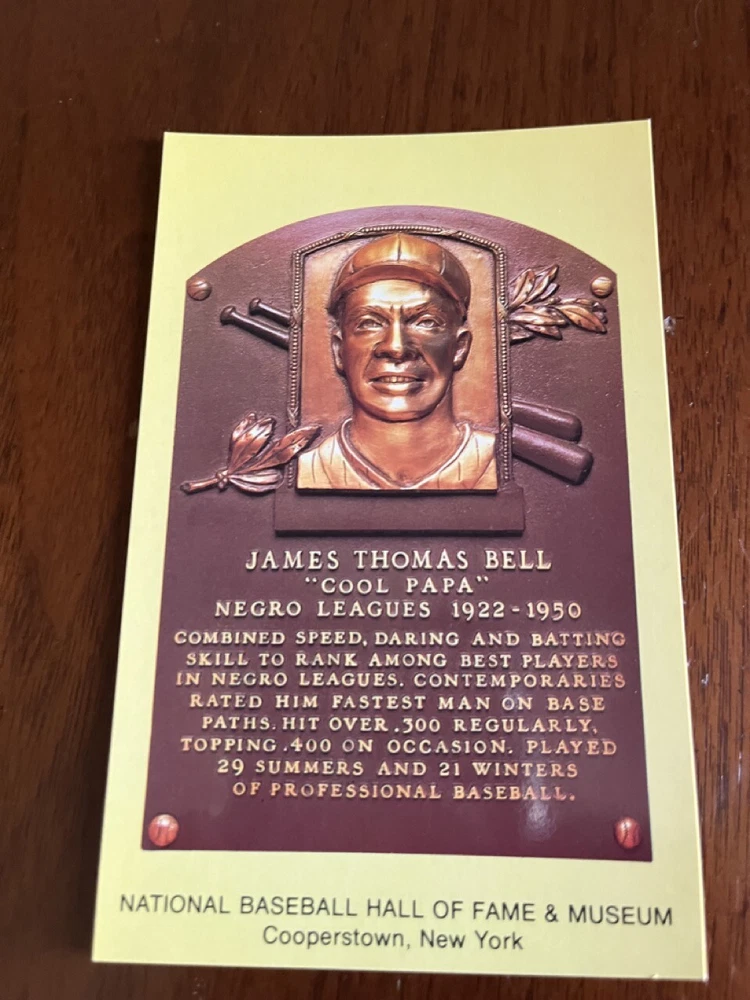 JAMES THOMAS BELL
"COOL PAPA"
NEGRO LEAGUES 1922-1950
COMBINED SPEED, DARING AND BATTING
SKILL TO RANK AMONG BEST PLAYERS
IN NEGRO LEAGUES. CONTEMPORARIES
RATED HIM FASTEST MAN ON BASE
PATHS. HIT OVER .300 REGULARLY,
TOPPING .400 ON OCCASION. PLAYED
29 SUMMERS AND 21 WINTERS
OF PROFESSIONAL BASEBALL.
NATIONAL BASEBALL HALL OF FAME & MUSEUM
Cooperstown, New York